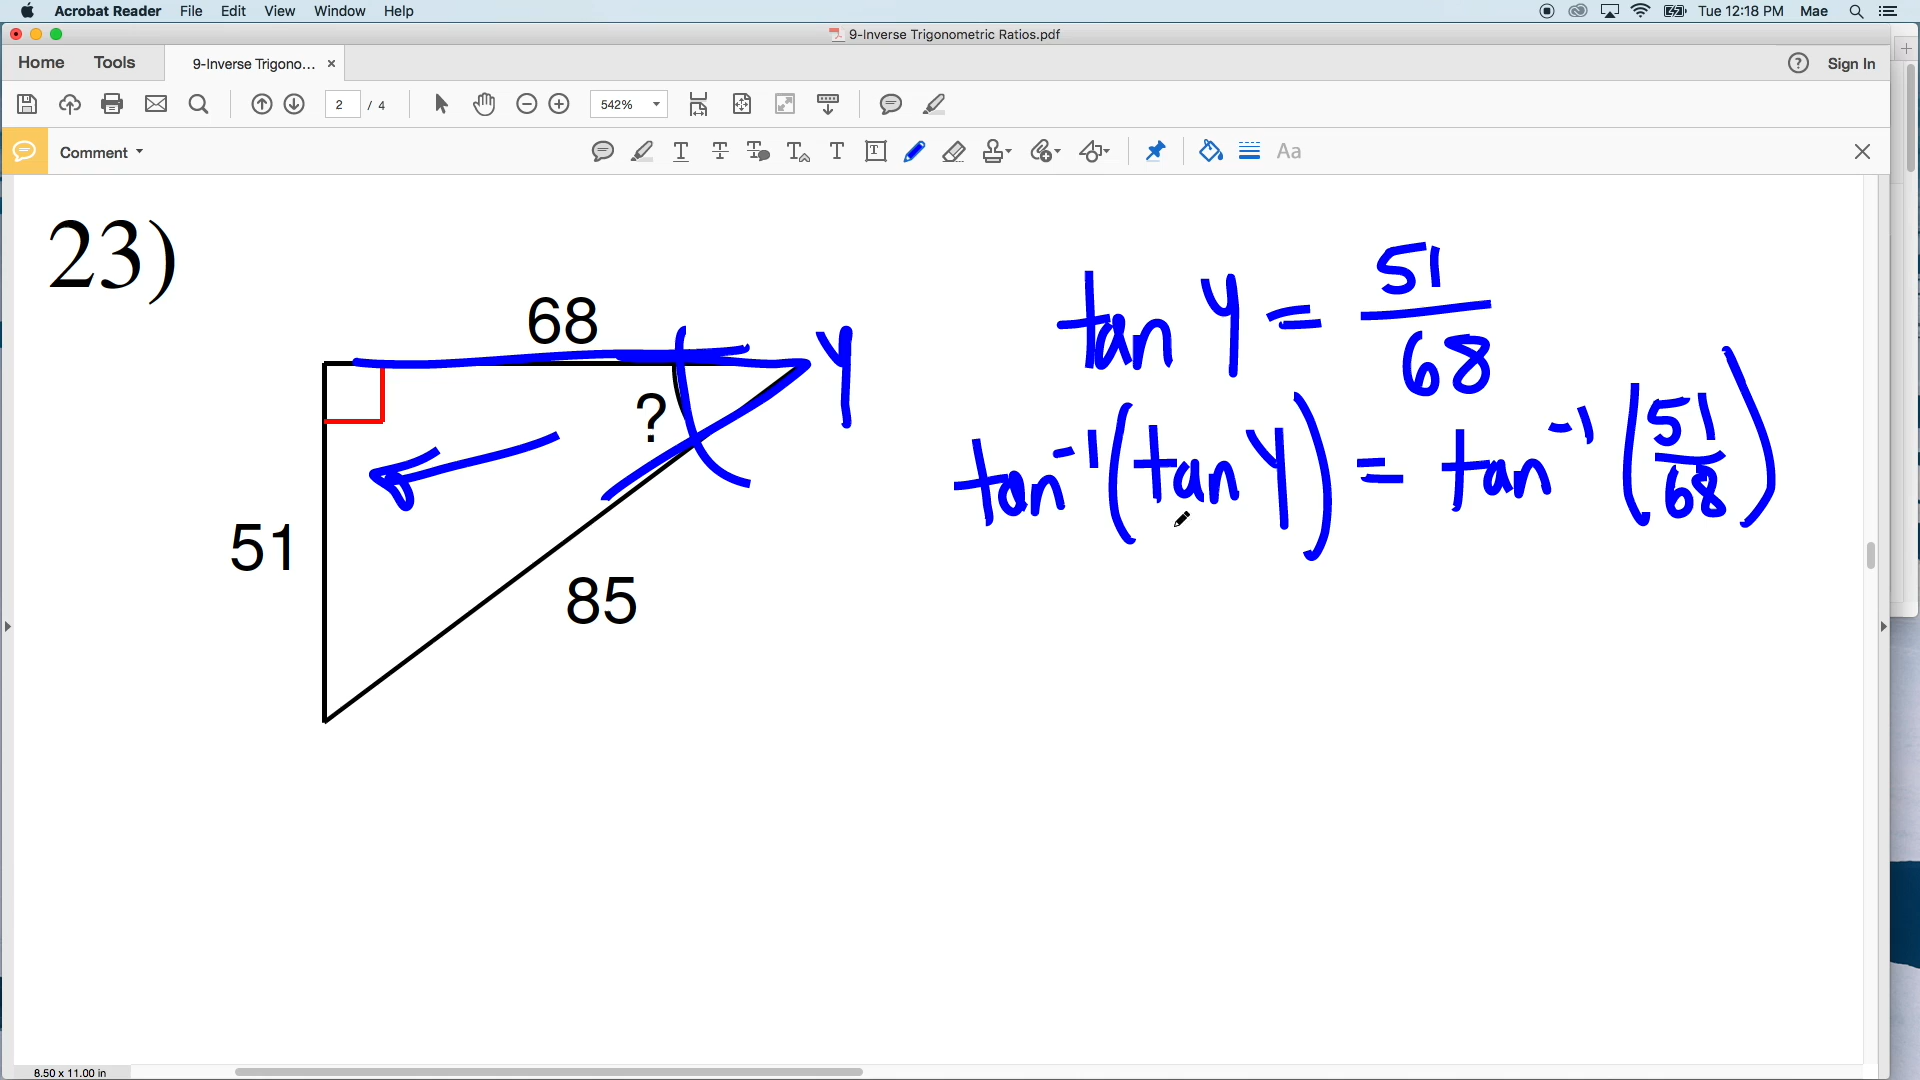 Acrobat Reader File Edit View Window Help Tue 12:18 PM Mae
9-Inverse Trigonometric Ratios.pdf
Home Tools 9-Inverse Trigono... × Sign In
2 / 4 542%
Comment Aa
23)
68
y
?
51
85
tan y = 51/68
tan⁻¹(tan y) = tan⁻¹(51/68)
8.50 x 11.00 in